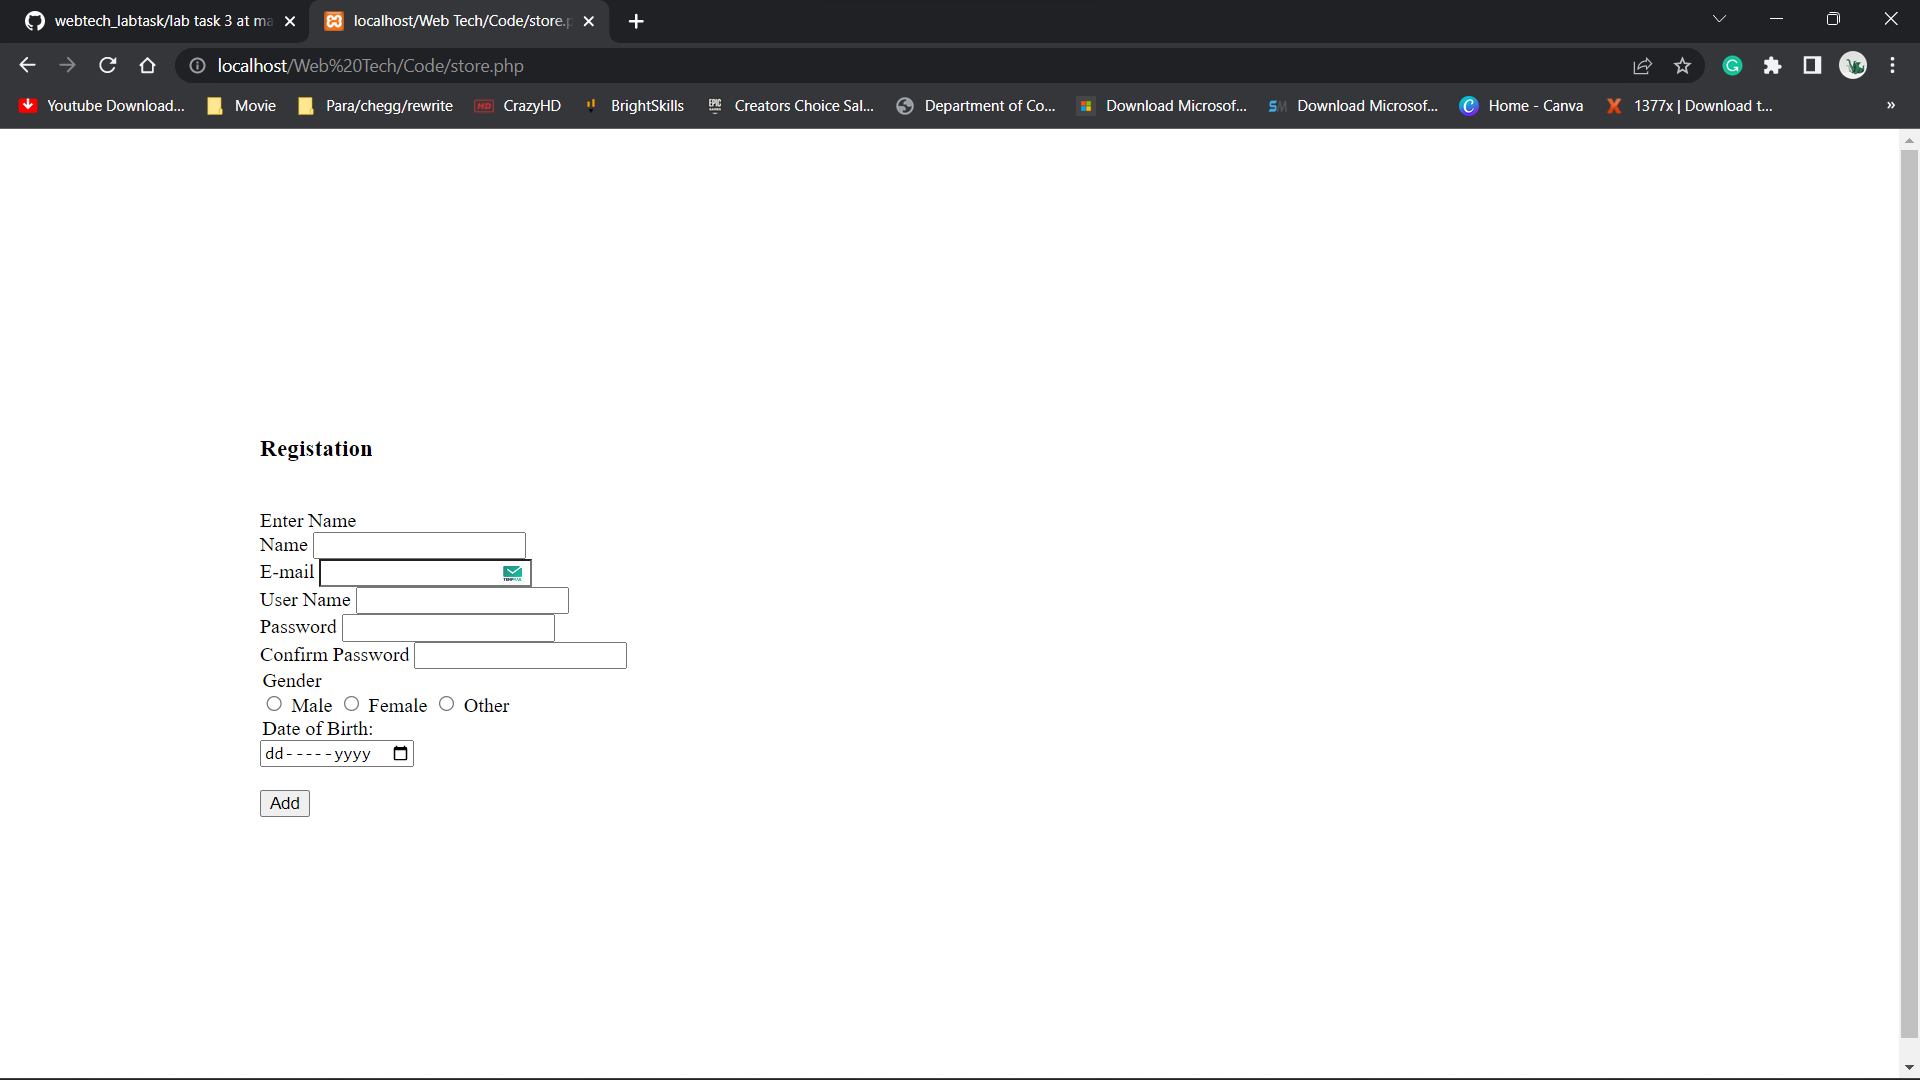 webtech_labtask/lab task 3 at ma
localhost/Web Tech/Code/store.p
localhost/Web%20Tech/Code/store.php
Youtube Download... Movie Para/chegg/rewrite HD CrazyHD BrightSkills EPIC Creators Choice Sal... Department of Co... Download Microsof... SM Download Microsof... C Home - Canva X 1377x | Download t... »
Registation
Enter Name
Name
E-mail
User Name
Password
Confirm Password
Gender
Male Female Other
Date of Birth:
dd-----yyyy
Add